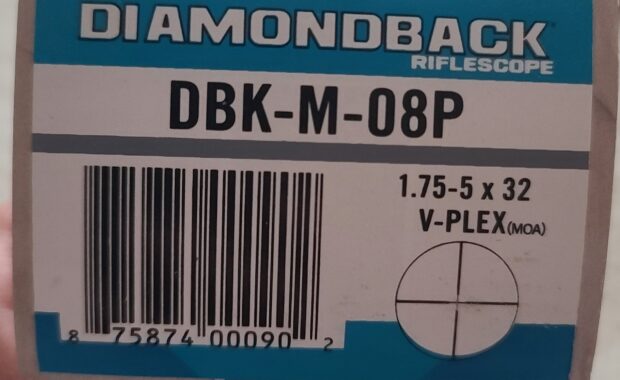 DIAMONDBACK
RIFLESCOPE
DBK-M-08P
1.75-5 x 32
V-PLEX(MOA)
8 75874 00090 2